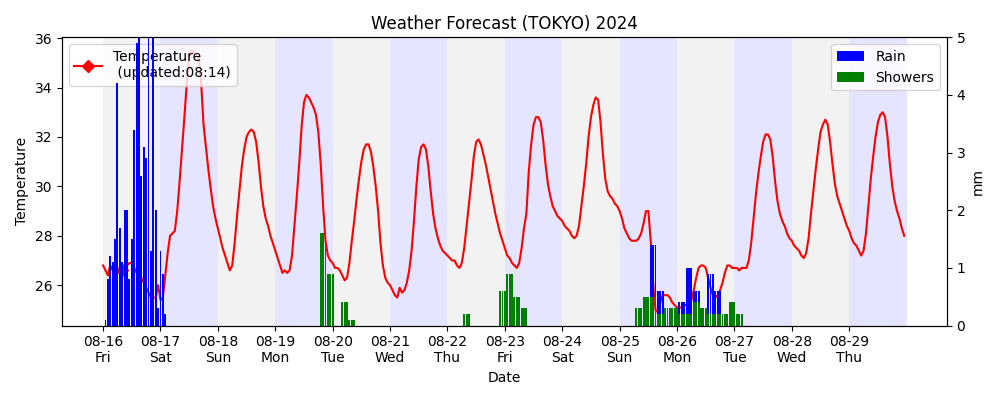 Weather Forecast (TOKYO) 2024
Temperature
(updated:08:14)
Rain
Showers
36
34
32
30
28
26
Temperature
5
4
3
2
1
0
mm
08-16 08-17 08-18 08-19 08-20 08-21 08-22 08-23 08-24 08-25 08-26 08-27 08-28 08-29
Fri Sat Sun Mon Tue Wed Thu Fri Sat Sun Mon Tue Wed Thu
Date